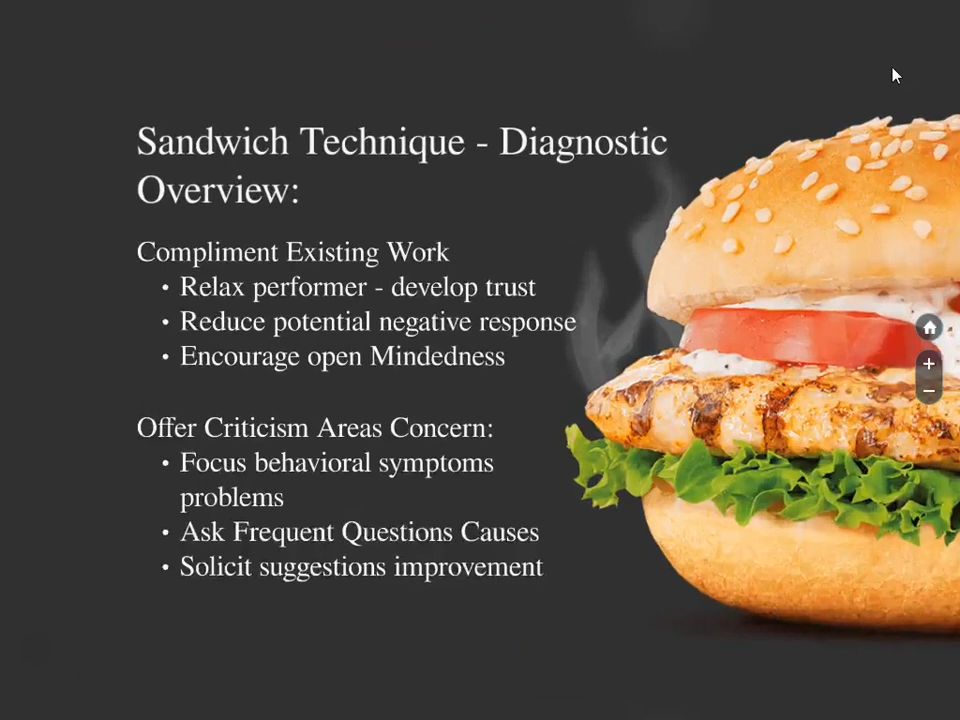 Sandwich Technique - Diagnostic
Overview:
Compliment Existing Work
• Relax performer - develop trust
• Reduce potential negative response
• Encourage open Mindedness
Offer Criticism Areas Concern:
• Focus behavioral symptoms
problems
• Ask Frequent Questions Causes
• Solicit suggestions improvement